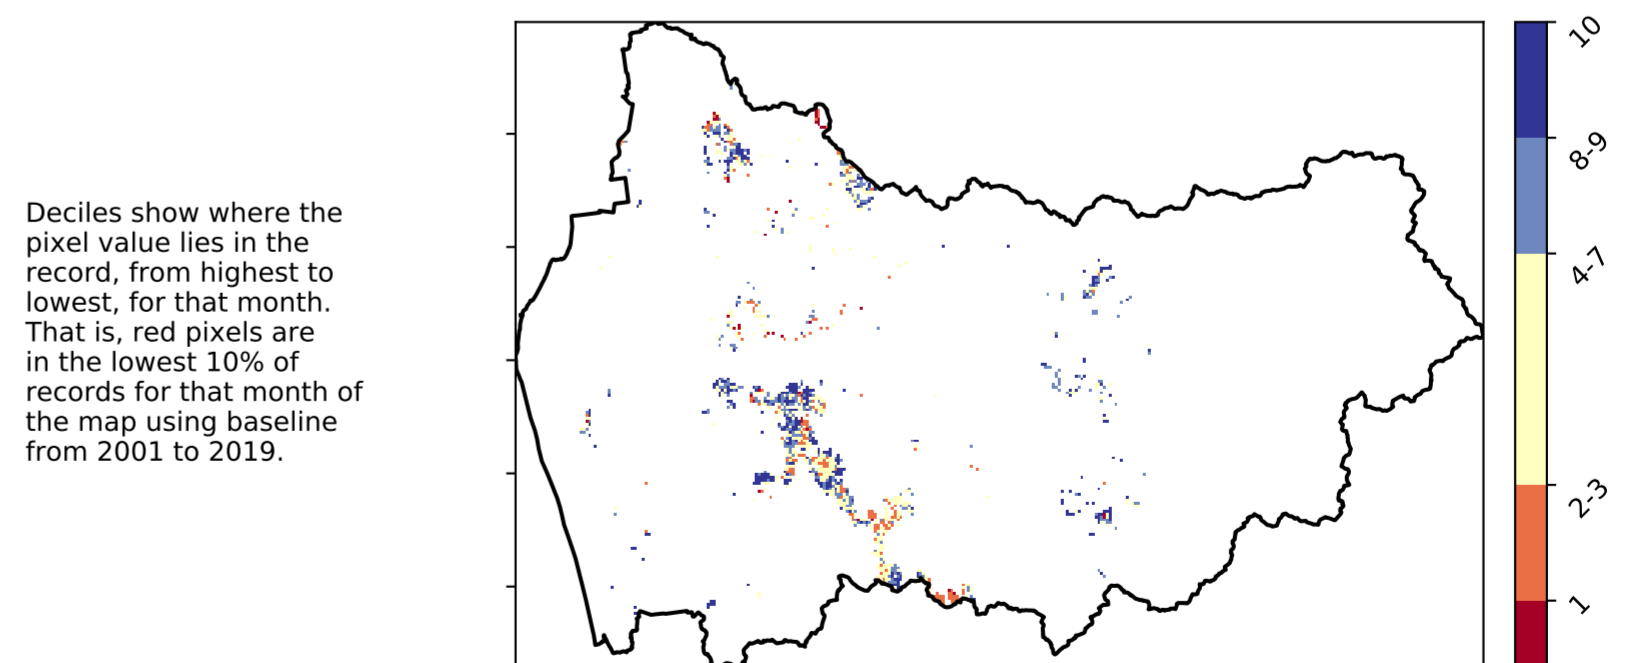 Deciles show where the
pixel value lies in the
record, from highest to
lowest, for that month.
That is, red pixels are
in the lowest 10% of
records for that month of
the map using baseline
from 2001 to 2019.
10
8-9
4-7
2-3
1